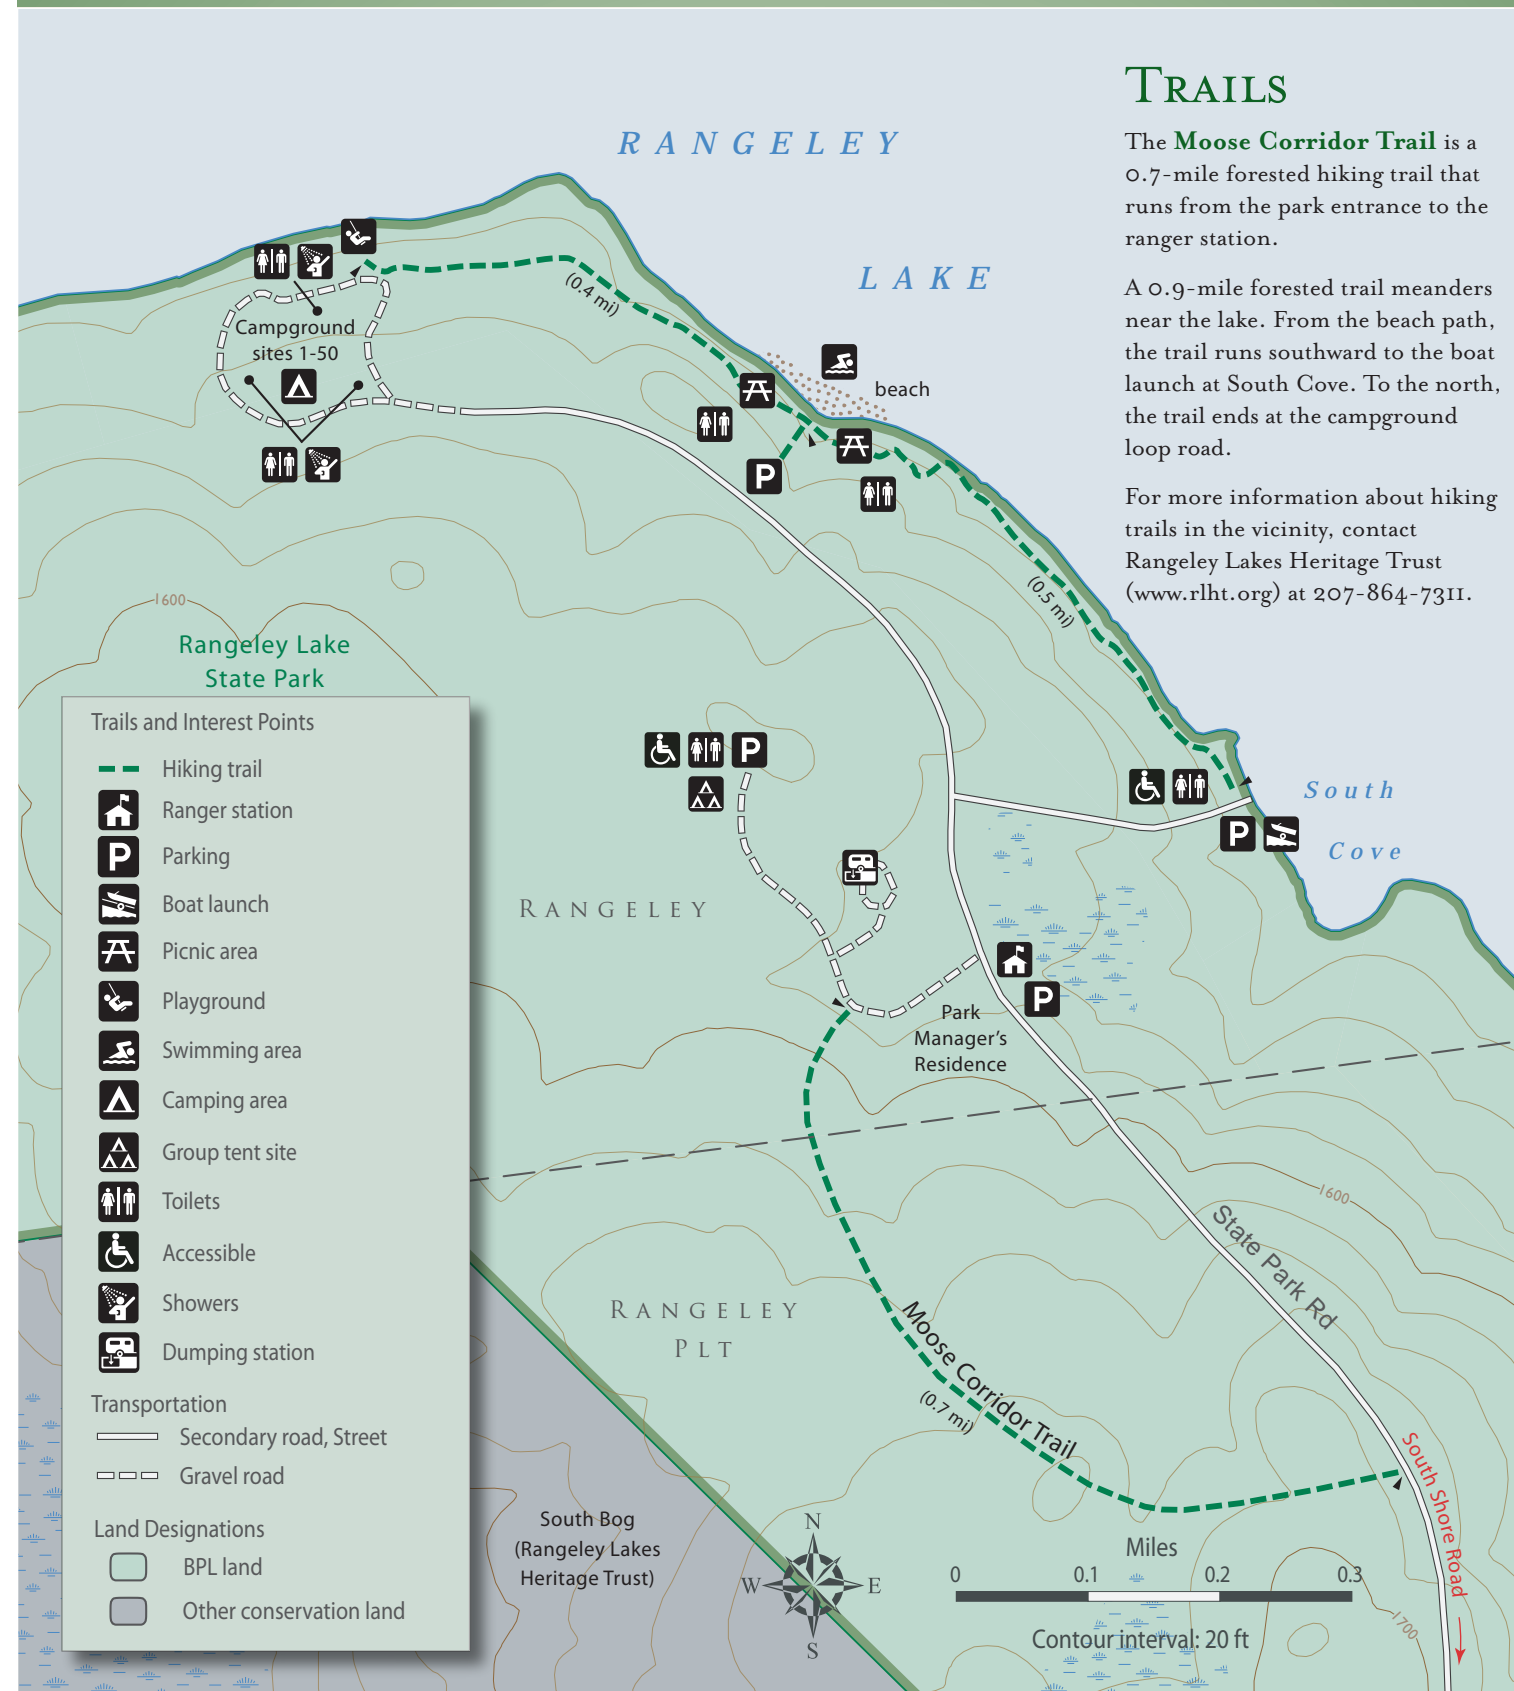 TRAILS
The Moose Corridor Trail is a
0.7-mile forested hiking trail that
runs from the park entrance to the
ranger station.
A 0.9-mile forested trail meanders
near the lake. From the beach path,
the trail runs southward to the boat
launch at South Cove. To the north,
the trail ends at the campground
loop road.
For more information about hiking
trails in the vicinity, contact
Rangeley Lakes Heritage Trust
(www.rlht.org) at 207-864-7311.
RANGELEY
LAKE
(0.4 mi)
Campground
sites 1-50
beach
P
(0.5 mi)
1600
Rangeley Lake
State Park
P
South
Cove
P
RANGELEY
P
Park
Manager's
Residence
1600
State Park Rd
RANGELEY
PLT
Moose Corridor Trail
(0.7 mi)
South Shore Road
South Bog
(Rangeley Lakes
Heritage Trust)
N
W
E
S
Miles
0 0.1 0.2 0.3
Contour interval: 20 ft
1700
Trails and Interest Points
Hiking trail
Ranger station
P Parking
Boat launch
Picnic area
Playground
Swimming area
Camping area
Group tent site
Toilets
Accessible
Showers
Dumping station
Transportation
Secondary road, Street
Gravel road
Land Designations
BPL land
Other conservation land